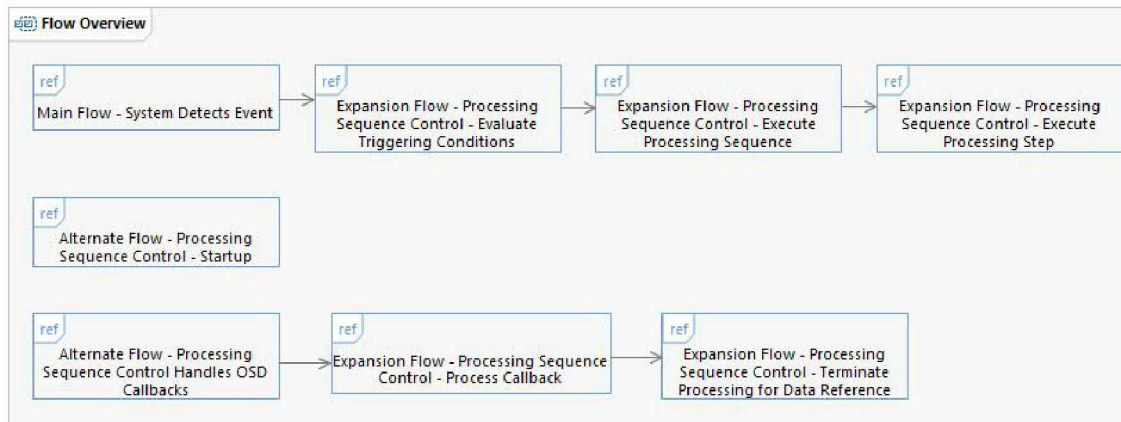 Flow Overview
ref
Main Flow - System Detects Event
ref
Expansion Flow - Processing
Sequence Control - Evaluate
Triggering Conditions
ref
Expansion Flow - Processing
Sequence Control - Execute
Processing Sequence
ref
Expansion Flow - Processing
Sequence Control - Execute
Processing Step
ref
Alternate Flow - Processing
Sequence Control - Startup
ref
Alternate Flow - Processing
Sequence Control Handles OSD
Callbacks
ref
Expansion Flow - Processing Sequence
Control - Process Callback
ref
Expansion Flow - Processing
Sequence Control - Terminate
Processing for Data Reference